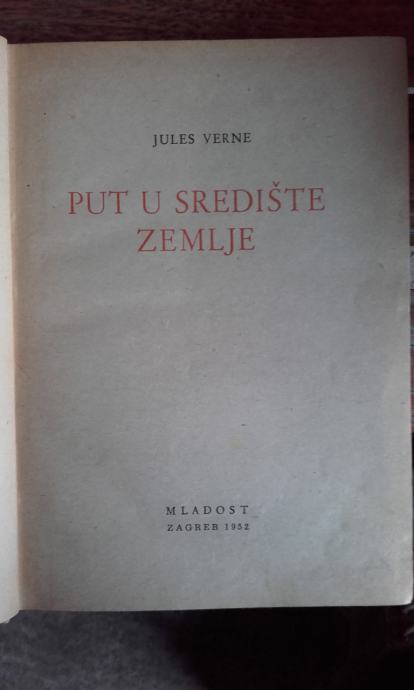 JULES VERNE
PUT U SREDIŠTE
ZEMLJE
MLADOST
ZAGREB 1952